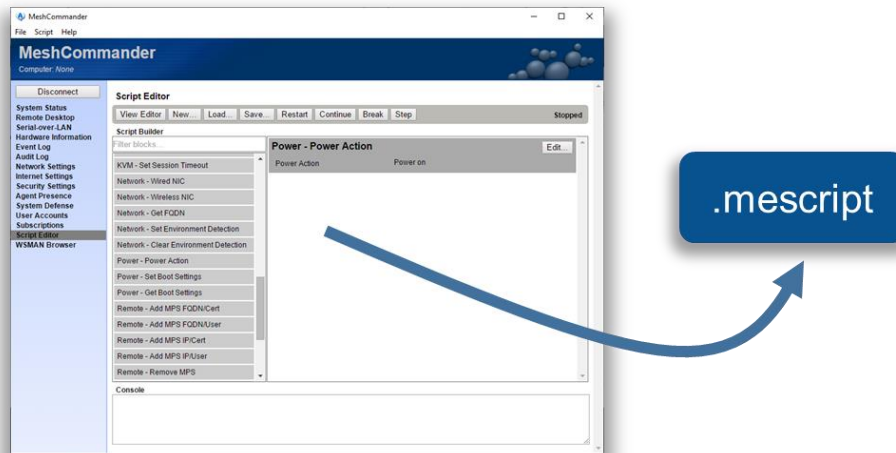 MeshCommander
File Script Help
MeshCommander
Computer: None
Disconnect
System Status
Remote Desktop
Serial-over-LAN
Hardware Information
Event Log
Audit Log
Network Settings
Internet Settings
Security Settings
Agent Presence
System Defense
User Accounts
Subscriptions
Script Editor
WSMAN Browser
Script Editor
View Editor New... Load... Save... Restart Continue Break Step Stopped
Script Builder
Filter blocks...
KVM - Set Session Timeout
Network - Wired NIC
Network - Wireless NIC
Network - Get FQDN
Network - Set Environment Detection
Network - Clear Environment Detection
Power - Power Action
Power - Set Boot Settings
Power - Get Boot Settings
Remote - Add MPS FQDN/Cert
Remote - Add MPS FQDN/User
Remote - Add MPS IP/Cert
Remote - Add MPS IP/User
Remote - Remove MPS
Power - Power Action Edit...
Power Action Power on
Console
.mescript